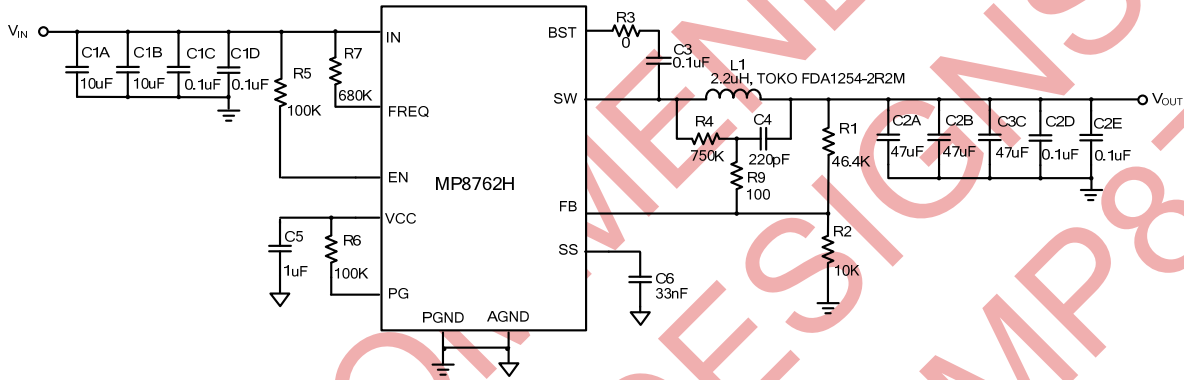 VIN
C1A
10uF
C1B
10uF
C1C
0.1uF
C1D
0.1uF
R5
100K
R7
680K
IN
FREQ
EN
VCC
PG
C5
1uF
R6
100K
MP8762H
PGND
AGND
BST
SW
FB
SS
R3
0
C3
0.1uF
L1
2.2uH, TOKO FDA1254-2R2M
R4
750K
C4
220pF
R9
100
R1
46.4K
R2
10K
C6
33nF
C2A
47uF
C2B
47uF
C3C
47uF
C2D
0.1uF
C2E
0.1uF
VOUT
OMMEN
DESIGNS
MP87